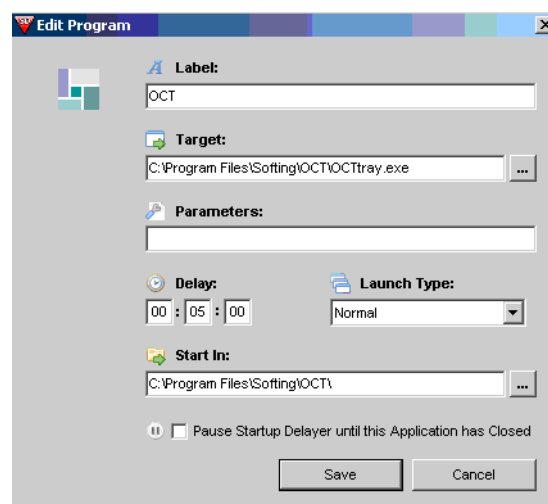 Edit Program
Label:
OCT
Target:
C:\Program Files\Softing\OCT\OCTtray.exe
...
Parameters:
Delay:
Launch Type:
00 : 05 : 00
Normal
Start In:
C:\Program Files\Softing\OCT\
...
Pause Startup Delayer until this Application has Closed
Save
Cancel